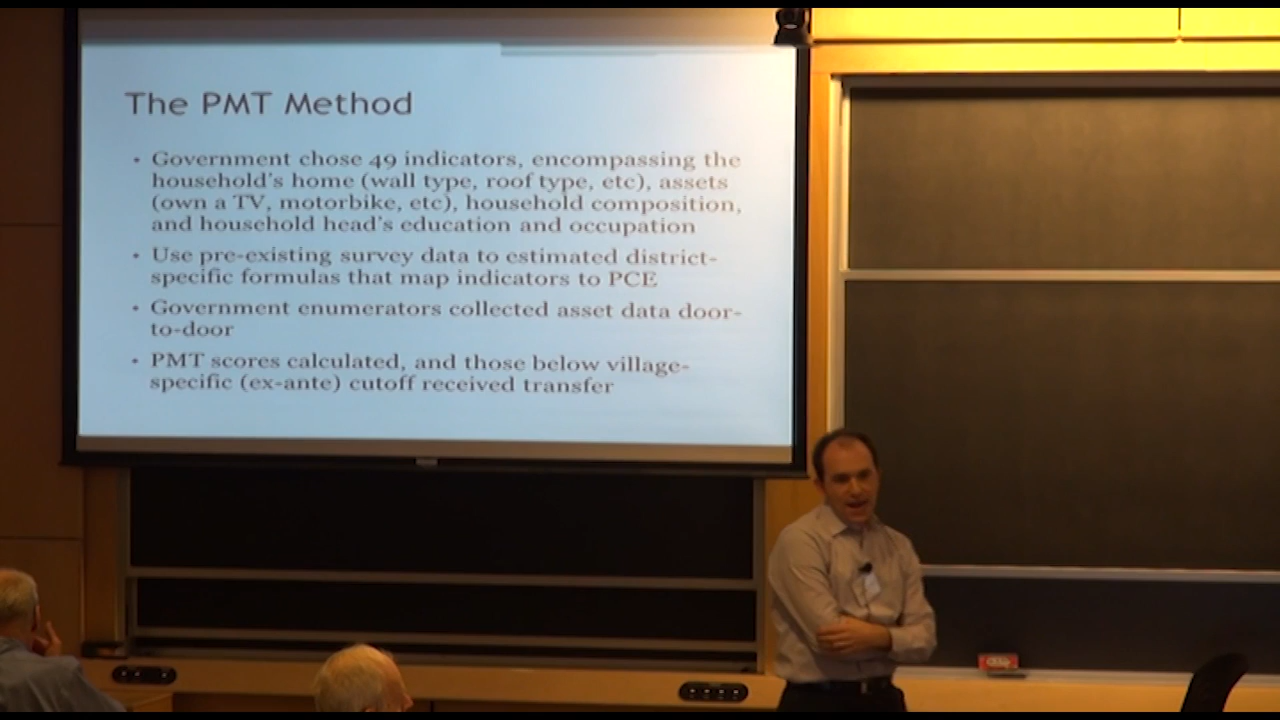 The PMT Method
• Government chose 49 indicators, encompassing the
household's home (wall type, roof type, etc), assets
(own a TV, motorbike, etc), household composition,
and household head's education and occupation
• Use pre-existing survey data to estimated district-
specific formulas that map indicators to PCE
• Government enumerators collected asset data door-
to-door
• PMT scores calculated, and those below village-
specific (ex-ante) cutoff received transfer